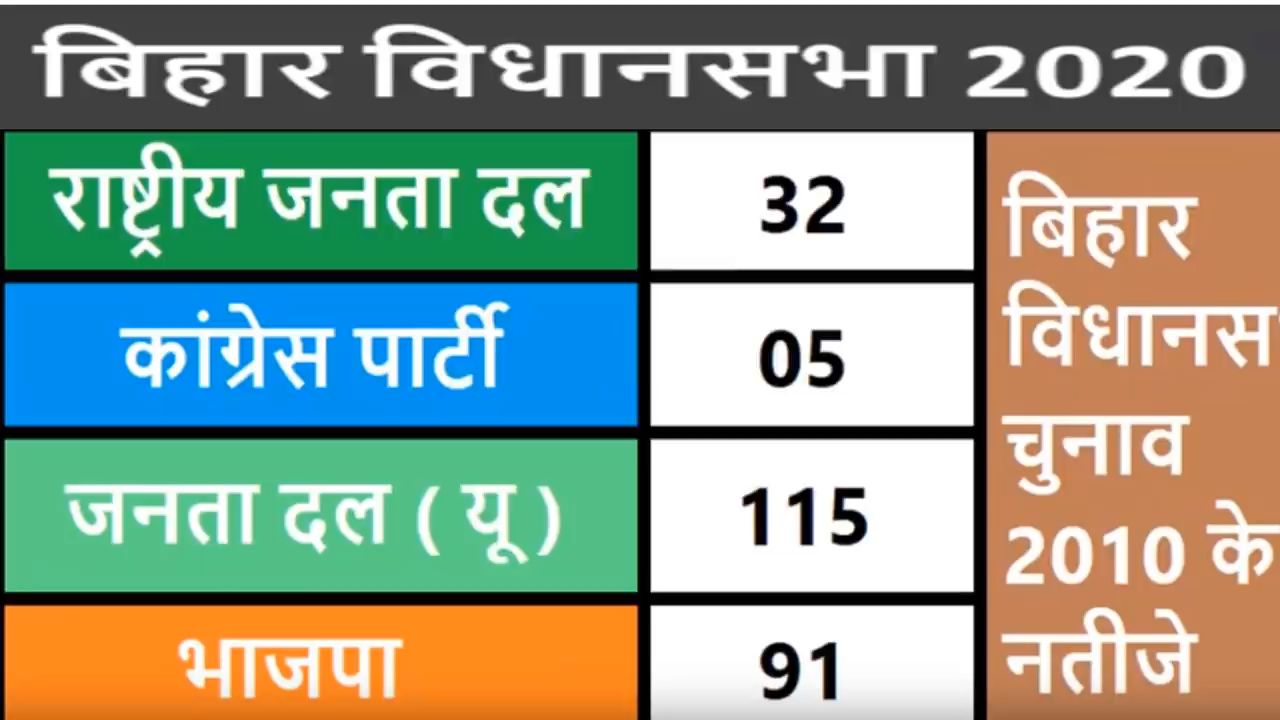 बिहार विधानसभा 2020
राष्ट्रीय जनता दल 32
कांग्रेस पार्टी 05
जनता दल ( यू ) 115
भाजपा 91
बिहार
विधानस
चुनाव
2010 के
नतीजे